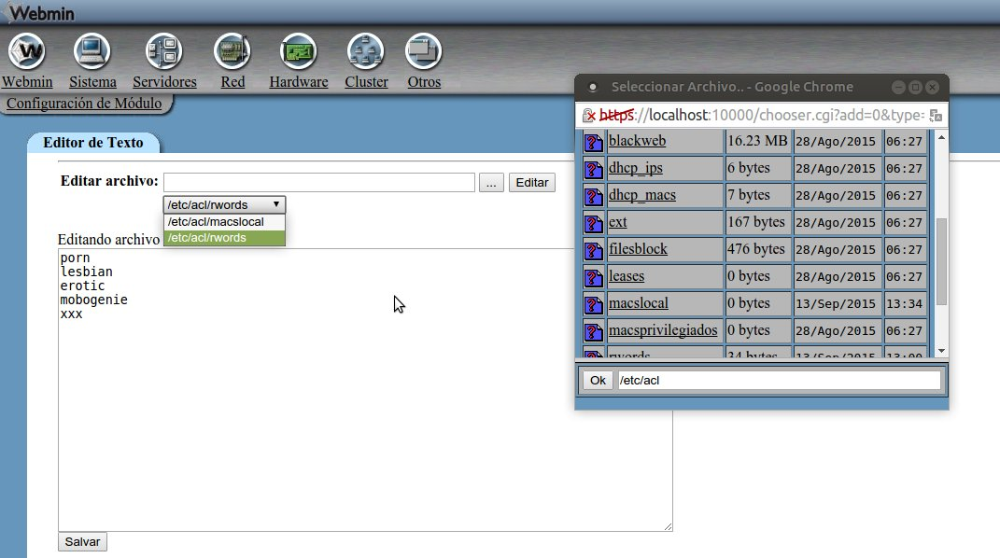 Webmin
Webmin Sistema Servidores Red Hardware Cluster Otros
Configuración de Módulo
Editor de Texto
Editar archivo: ... Editar
/etc/acl/rwords
/etc/acl/macslocal
/etc/acl/rwords
Editando archivo
porn
lesbian
erotic
mobogenie
xxx
Salvar
Seleccionar Archivo.. - Google Chrome
https://localhost:10000/chooser.cgi?add=0&type=
blackweb 16.23 MB 28/Ago/2015 06:27
dhcp_ips 6 bytes 28/Ago/2015 06:27
dhcp_macs 7 bytes 28/Ago/2015 06:27
ext 167 bytes 28/Ago/2015 06:27
filesblock 476 bytes 28/Ago/2015 06:27
leases 0 bytes 28/Ago/2015 06:27
macslocal 0 bytes 13/Sep/2015 13:34
macsprivilegiados 0 bytes 28/Ago/2015 06:27
rwords 34 bytes 13/Sep/2015 13:00
Ok /etc/acl